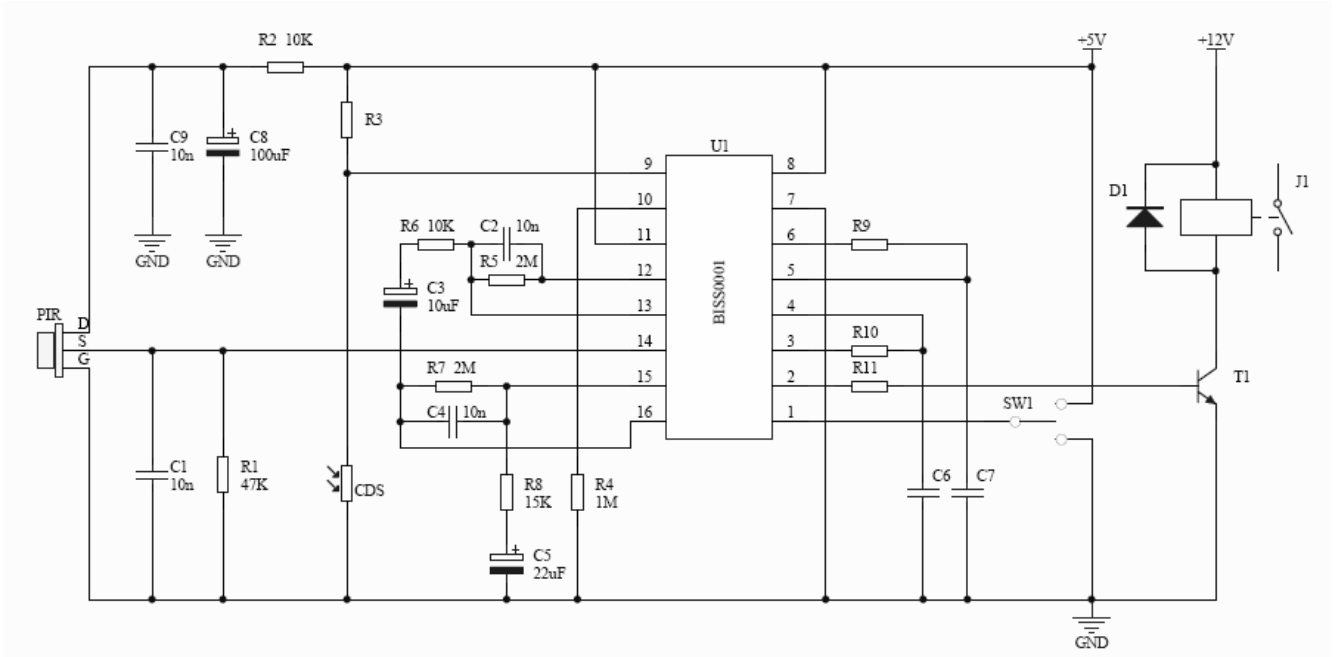 R2 10K
+5V
+12V
R3
C9
10n
C8
100uF
U1
9
8
D1
J1
10
7
R6 10K
C2 10n
11
6
R9
GND
GND
R5 2M
12
5
C3
10uF
BISS0001
13
4
PIR
D
S
G
14
3
R10
R7 2M
15
2
R11
T1
C4 10n
16
1
SW1
C1
10n
R1
47K
CDS
R8
15K
R4
1M
C6
C7
C5
22uF
GND